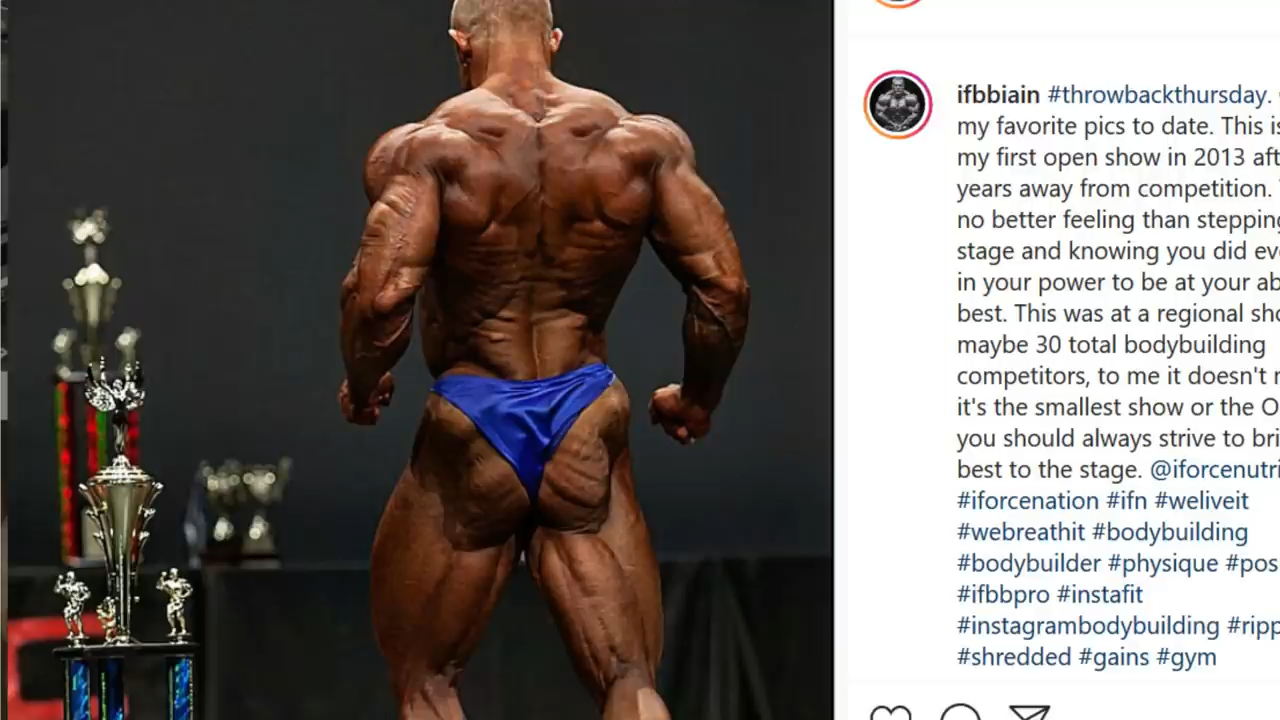 ifbbiain #throwbackthursday.
my favorite pics to date. This is
my first open show in 2013
years away from competition.
no better feeling than stepping
stage and knowing you did
in your power to be at your
best. This was at a regional
maybe 30 total bodybuilding
competitors, to me it doesn't
it's the smallest show or the O
you should always strive to
best to the stage. @iforcenutri
#iforcenation #ifn #weliveit
#webreathit #bodybuilding
#bodybuilder #physique #pos
#ifbbpro #instafit
#instagrambodybuilding #ripp
#shredded #gains #gym